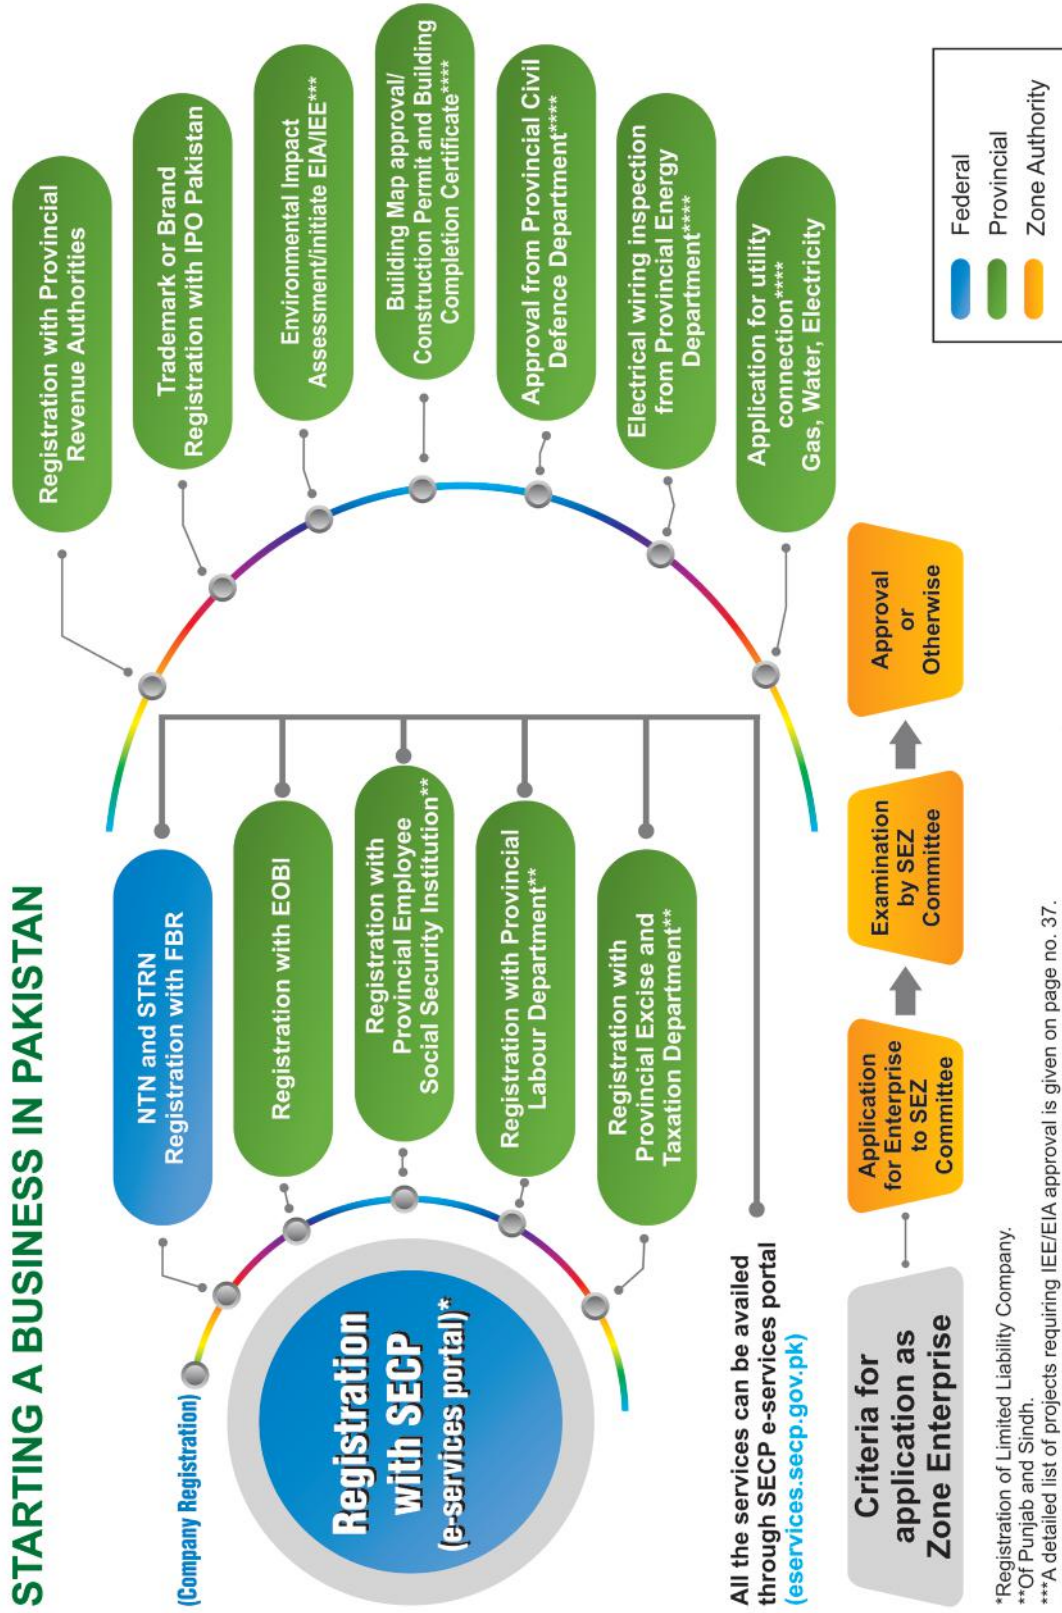 STARTING A BUSINESS IN PAKISTAN
(Company Registration)
Registration
with SECP
(e-services portal)*
NTN and STRN
Registration with FBR
Registration with EOBI
Registration with
Provincial Employee
Social Security Institution**
Registration with Provincial
Labour Department**
Registration with
Provincial Excise and
Taxation Department**
All the services can be availed
through SECP e-services portal
(eservices.secp.gov.pk)
Registration with Provincial
Revenue Authorities
Trademark or Brand
Registration with IPO Pakistan
Environmental Impact
Assessment/initiate EIA/IEE***
Building Map approval/
Construction Permit and Building
Completion Certificate****
Approval from Provincial Civil
Defence Department****
Electrical wiring inspection
from Provincial Energy
Department****
Application for utility
connection****
Gas, Water, Electricity
Criteria for
application as
Zone Enterprise
Application
for Enterprise
to SEZ
Committee
Examination
by SEZ
Committee
Approval
or
Otherwise
Federal
Provincial
Zone Authority
*Registration of Limited Liability Company.
**Of Punjab and Sindh.
***A detailed list of projects requiring IEE/EIA approval is given on page no. 37.